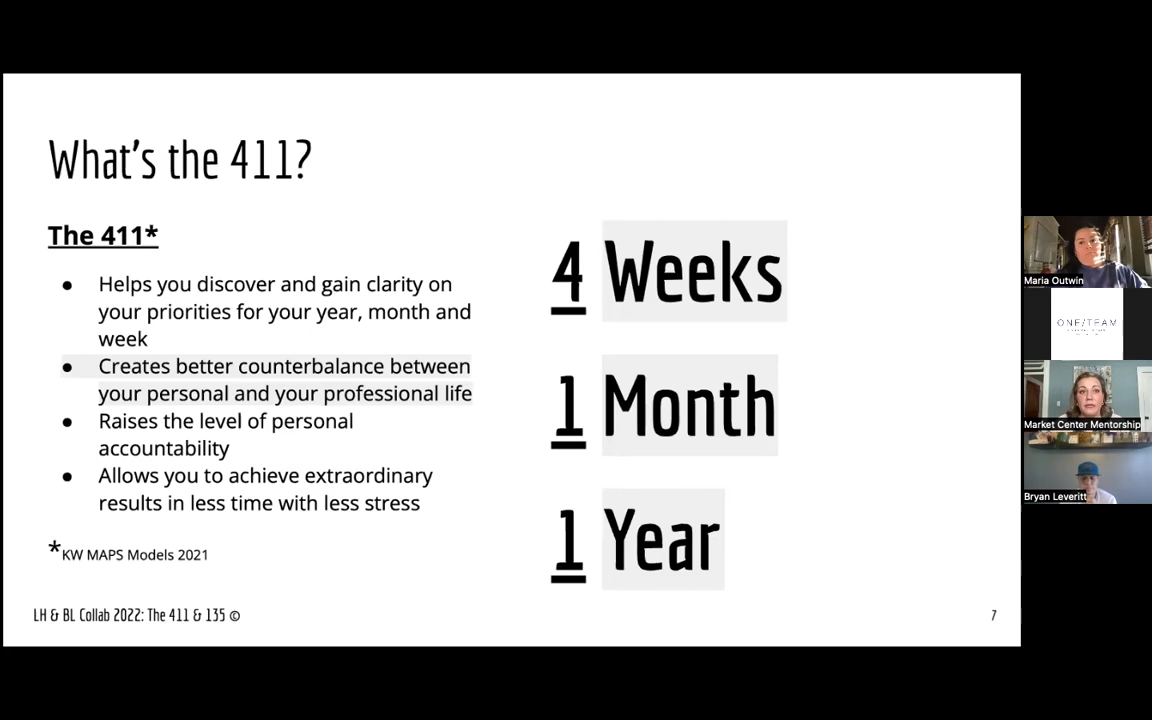 What's the 411?
The 411*
● Helps you discover and gain clarity on
your priorities for your year, month and
week
● Creates better counterbalance between
your personal and your professional life
● Raises the level of personal
accountability
● Allows you to achieve extraordinary
results in less time with less stress
*KW MAPS Models 2021
4 Weeks
1 Month
1 Year
LH & BL Collab 2022: The 411 & 135 ©
7
Maria Outwin
ONE/TEAM
Market Center Mentorship
Bryan Leveritt